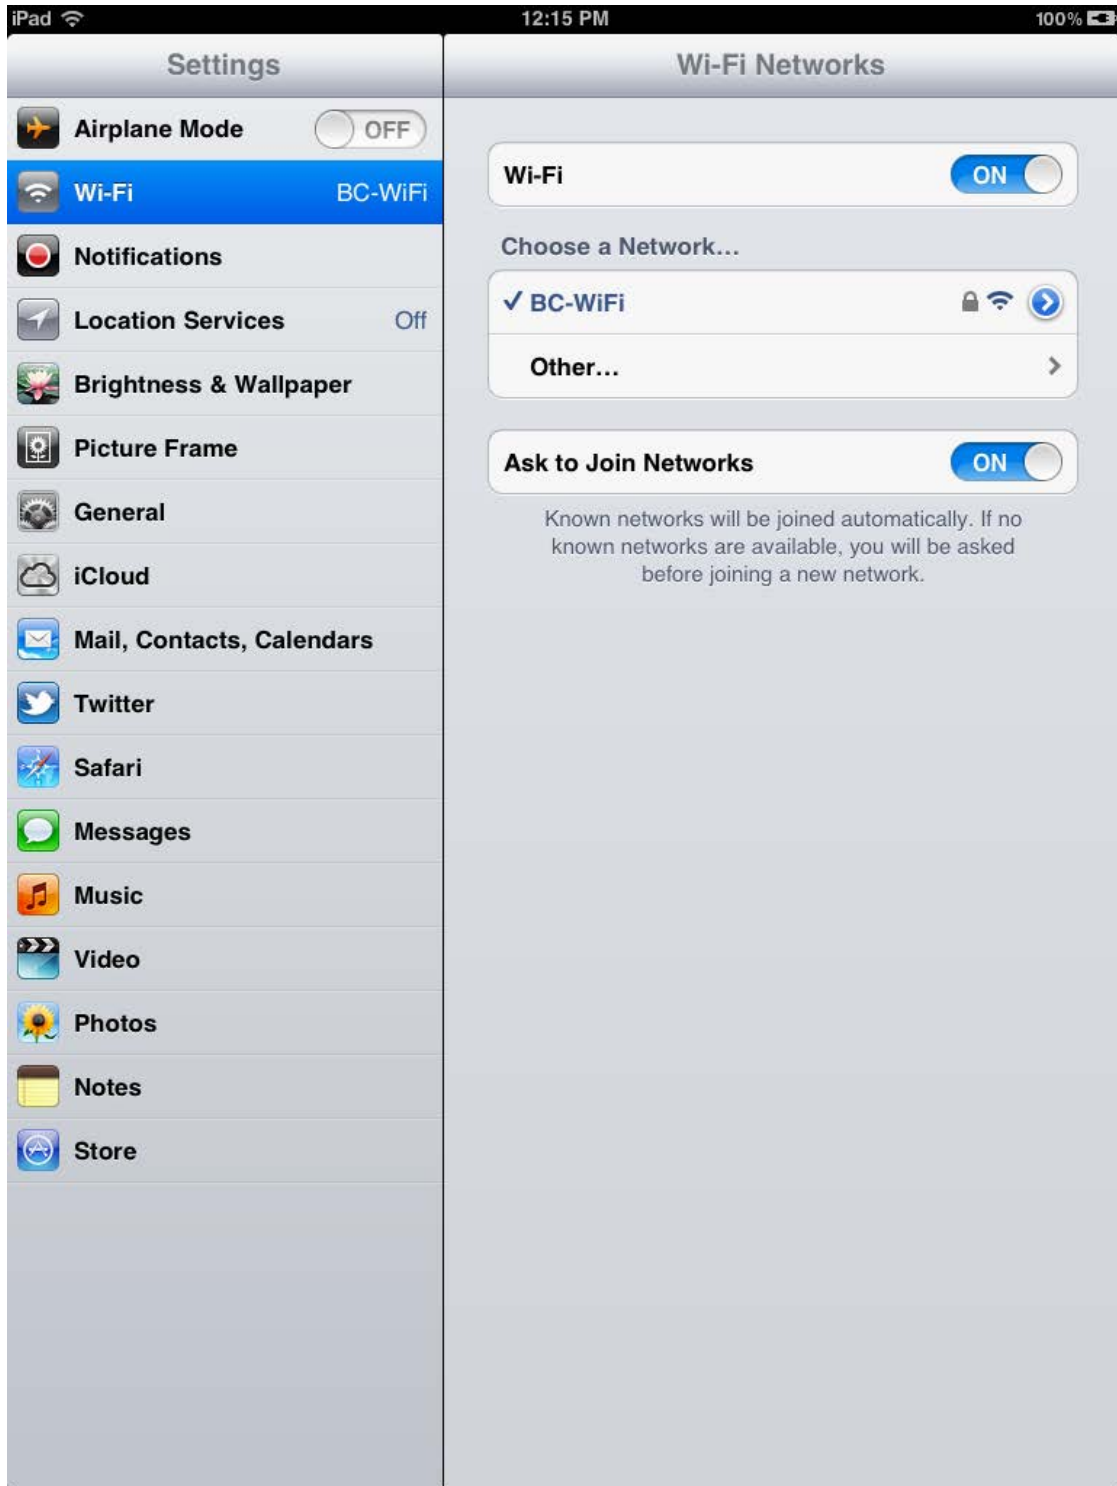 iPad 12:15 PM 100%
Settings
Airplane Mode OFF
Wi-Fi BC-WiFi
Notifications
Location Services Off
Brightness & Wallpaper
Picture Frame
General
iCloud
Mail, Contacts, Calendars
Twitter
Safari
Messages
Music
Video
Photos
Notes
Store
Wi-Fi Networks
Wi-Fi ON
Choose a Network...
BC-WiFi
Other...
Ask to Join Networks ON
Known networks will be joined automatically. If no
known networks are available, you will be asked
before joining a new network.